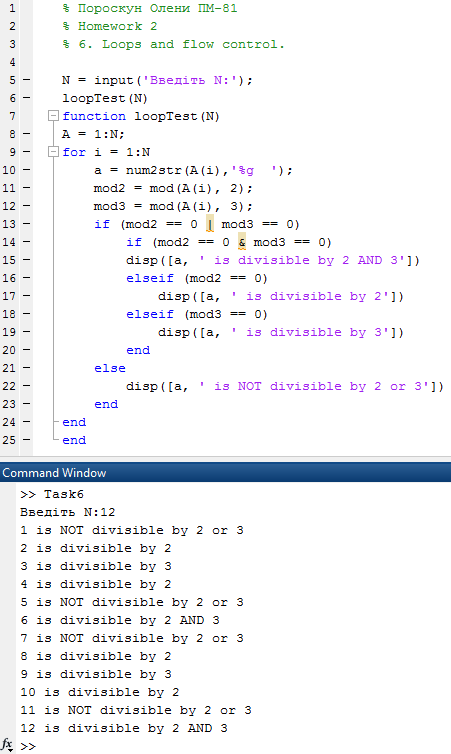 1 % Пороскун Олени ПМ-81
2 % Homework 2
3 % 6. Loops and flow control.
4
5 – N = input('Введіть N:');
6 – loopTest(N)
7 function loopTest(N)
8 – A = 1:N;
9 – for i = 1:N
10 – a = num2str(A(i),'%g  ');
11 – mod2 = mod(A(i), 2);
12 – mod3 = mod(A(i), 3);
13 – if (mod2 == 0 | mod3 == 0)
14 – if (mod2 == 0 & mod3 == 0)
15 – disp([a, ' is divisible by 2 AND 3'])
16 – elseif (mod2 == 0)
17 – disp([a, ' is divisible by 2'])
18 – elseif (mod3 == 0)
19 – disp([a, ' is divisible by 3'])
20 – end
21 – else
22 – disp([a, ' is NOT divisible by 2 or 3'])
23 – end
24 – end
25 – end
Command Window
>> Task6
Введіть N:12
1 is NOT divisible by 2 or 3
2 is divisible by 2
3 is divisible by 3
4 is divisible by 2
5 is NOT divisible by 2 or 3
6 is divisible by 2 AND 3
7 is NOT divisible by 2 or 3
8 is divisible by 2
9 is divisible by 3
10 is divisible by 2
11 is NOT divisible by 2 or 3
12 is divisible by 2 AND 3
fx >>